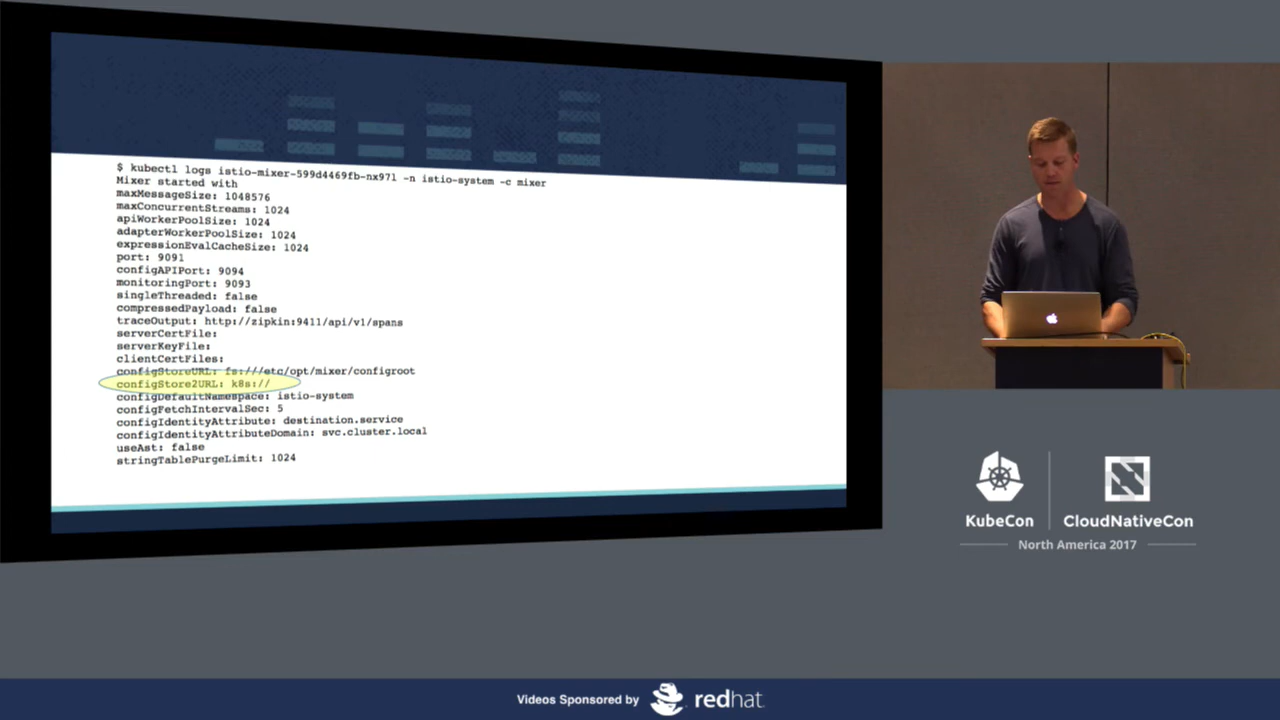 $ kubectl logs istio-mixer-599d4469fb-nx97l -n istio-system -c mixer
Mixer started with
maxMessageSize: 1048576
maxConcurrentStreams: 1024
apiWorkerPoolSize: 1024
adapterWorkerPoolSize: 1024
expressionEvalCacheSize: 1024
port: 9091
configAPIPort: 9094
monitoringPort: 9093
singleThreaded: false
compressedPayload: false
traceOutput: http://zipkin:9411/api/v1/spans
serverCertFile:
serverKeyFile:
clientCertFiles:
configStoreURL: fs:///etc/opt/mixer/configroot
configStore2URL: k8s://
configDefaultNamespace: istio-system
configFetchIntervalSec: 5
configIdentityAttribute: destination.service
configIdentityAttributeDomain: svc.cluster.local
useAst: false
stringTablePurgeLimit: 1024
KubeCon
CloudNativeCon
North America 2017
Videos Sponsored by
redhat.